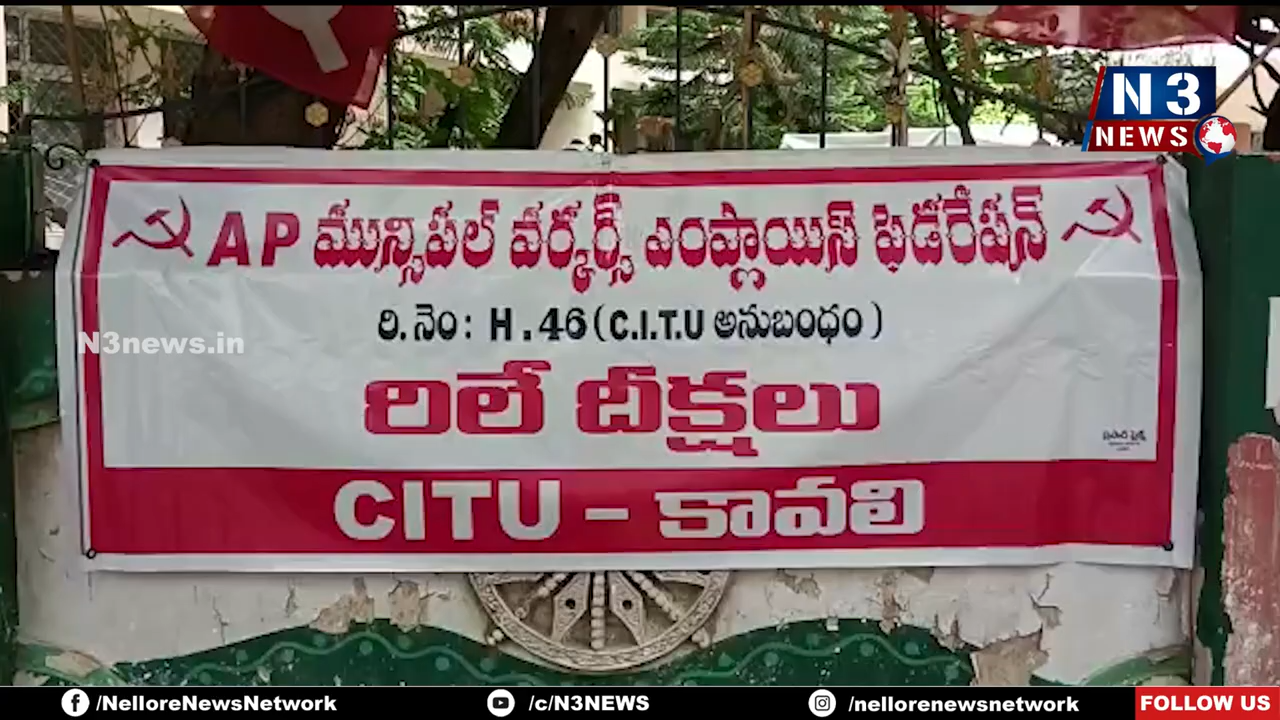 N3
NEWS
AP మున్సిపల్ వర్కర్స్ ఎంప్లాయిస్ ఫెడరేషన్
రి. నెం : H . 46 (C.I.T.U అనుబంధం)
N3news.in
రిలే దీక్షలు
CITU – కావలి
/NelloreNewsNetwork /c/N3NEWS /nellorenewsnetwork FOLLOW US